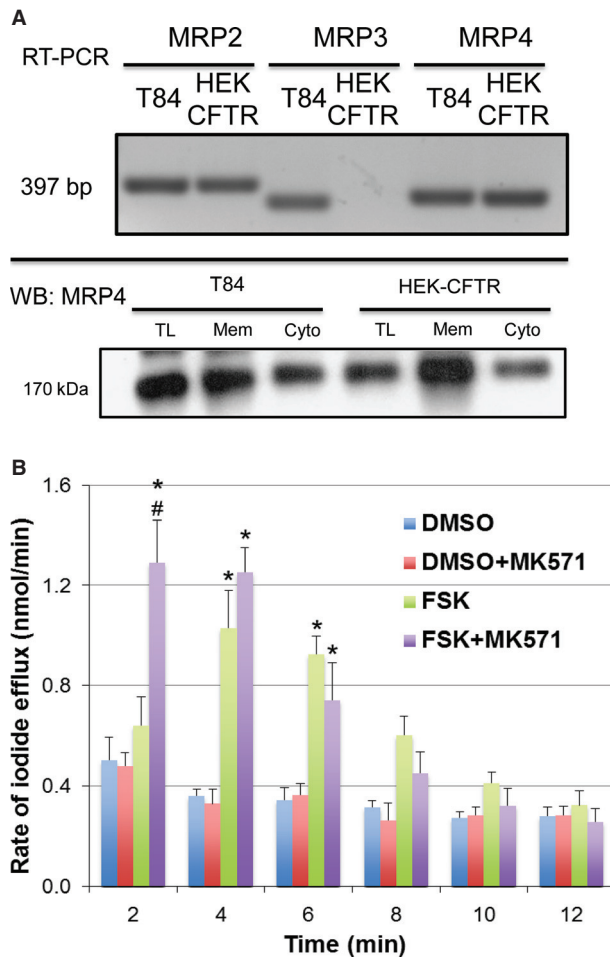 A
RT-PCR
MRP2 MRP3 MRP4
T84 HEK CFTR T84 HEK CFTR T84 HEK CFTR
397 bp
WB: MRP4
T84 HEK-CFTR
TL Mem Cyto TL Mem Cyto
170 kDa
B
Rate of iodide efflux (nmol/min)
1.6
1.2
0.8
0.4
0.0
*
#
*
*
*
*
DMSO
DMSO+MK571
FSK
FSK+MK571
2 4 6 8 10 12
Time (min)